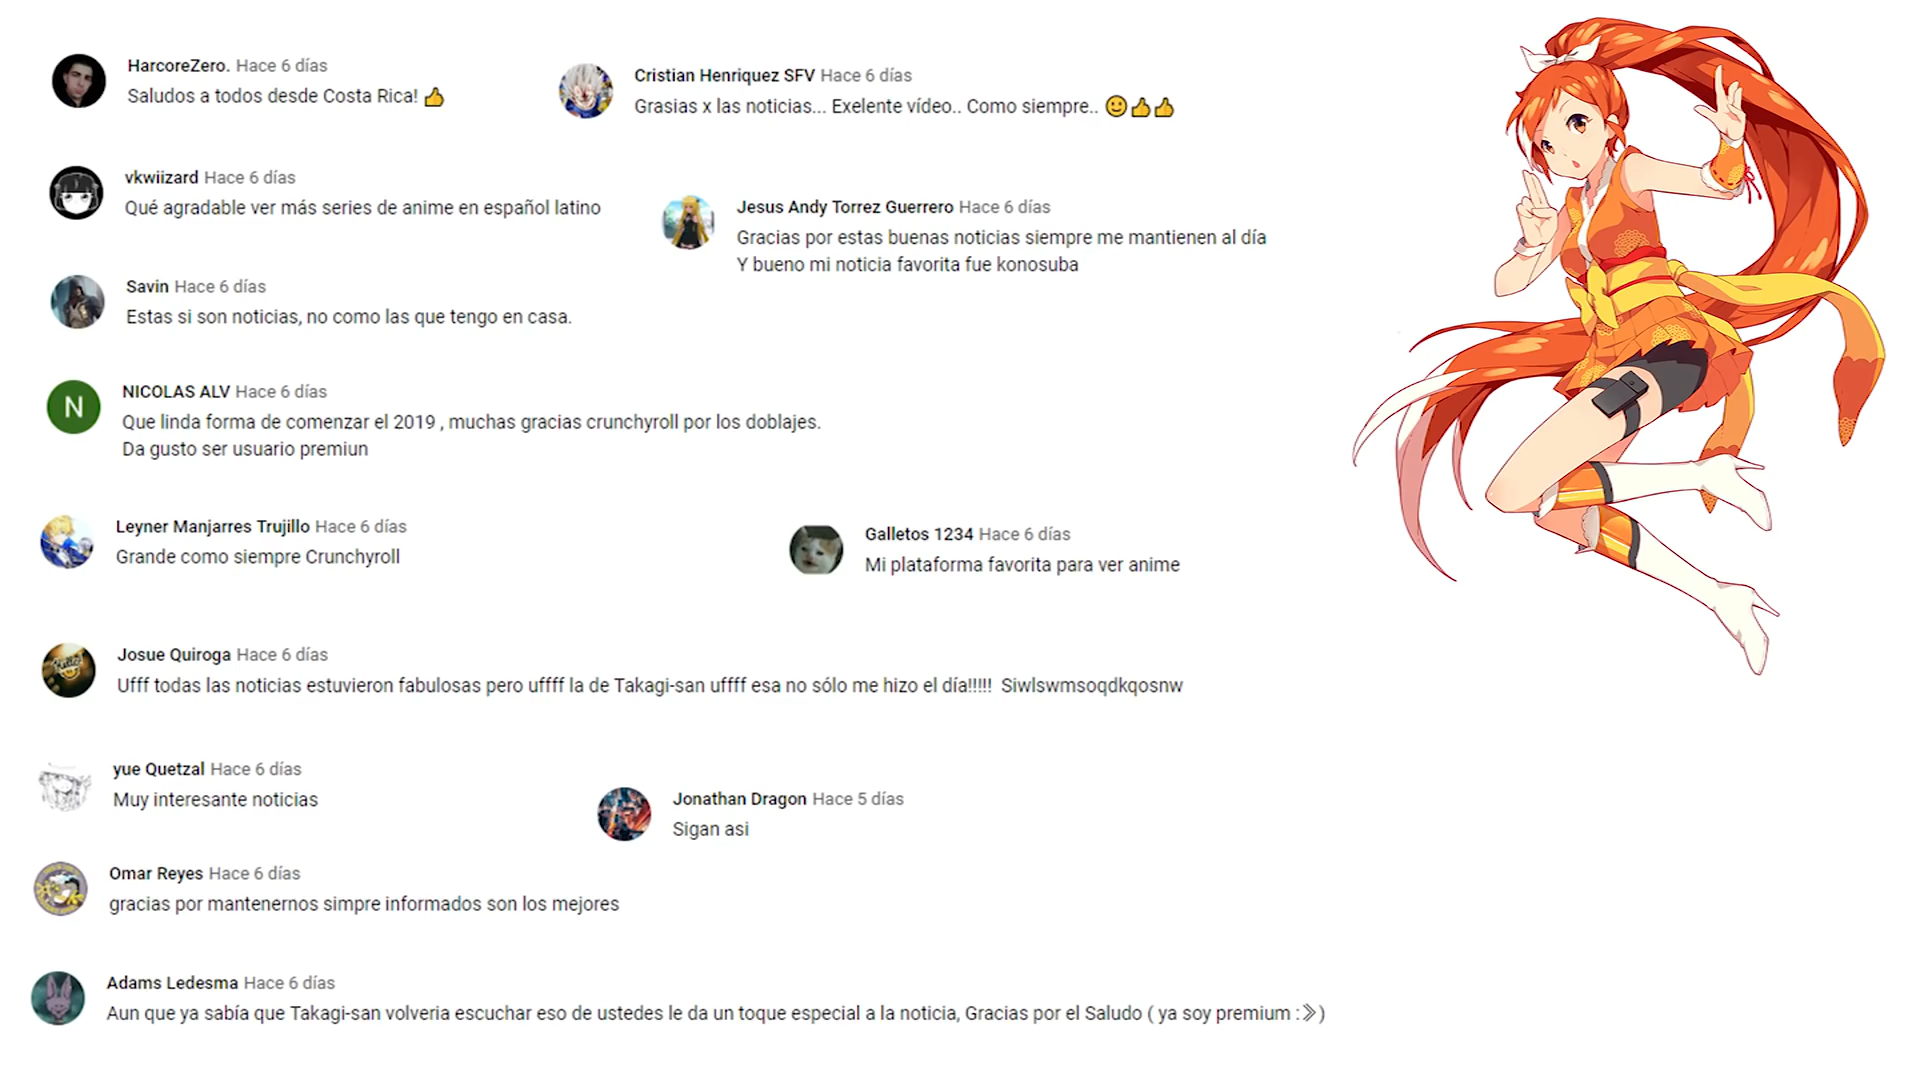 HarcoreZero. Hace 6 días
Saludos a todos desde Costa Rica! 👍
Cristian Henriquez SFV Hace 6 días
Grasias x las noticias... Exelente vídeo.. Como siempre.. 🙂👍👍
vkwiizard Hace 6 días
Qué agradable ver más series de anime en español latino
Jesus Andy Torrez Guerrero Hace 6 días
Gracias por estas buenas noticias siempre me mantienen al día
Y bueno mi noticia favorita fue konosuba
Savin Hace 6 días
Estas si son noticias, no como las que tengo en casa.
N
NICOLAS ALV Hace 6 días
Que linda forma de comenzar el 2019 , muchas gracias crunchyroll por los doblajes.
Da gusto ser usuario premiun
Leyner Manjarres Trujillo Hace 6 días
Grande como siempre Crunchyroll
Galletos 1234 Hace 6 días
Mi plataforma favorita para ver anime
Josue Quiroga Hace 6 días
Ufff todas las noticias estuvieron fabulosas pero uffff la de Takagi-san uffff esa no sólo me hizo el día!!!!! Siwlswmsoqdkqosnw
yue Quetzal Hace 6 días
Muy interesante noticias
Jonathan Dragon Hace 5 días
Sigan asi
Omar Reyes Hace 6 días
gracias por mantenernos simpre informados son los mejores
Adams Ledesma Hace 6 días
Aun que ya sabía que Takagi-san volveria escuchar eso de ustedes le da un toque especial a la noticia, Gracias por el Saludo ( ya soy premium :》)